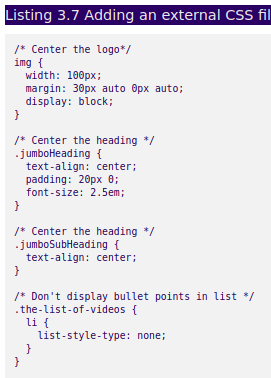 Listing 3.7 Adding an external CSS fil
/* Center the logo*/
img {
  width: 100px;
  margin: 30px auto 0px auto;
  display: block;
}

/* Center the heading */
.jumboHeading {
  text-align: center;
  padding: 20px 0;
  font-size: 2.5em;
}

/* Center the heading */
.jumboSubHeading {
  text-align: center;
}

/* Don't display bullet points in list */
.the-list-of-videos {
  li {
    list-style-type: none;
  }
}